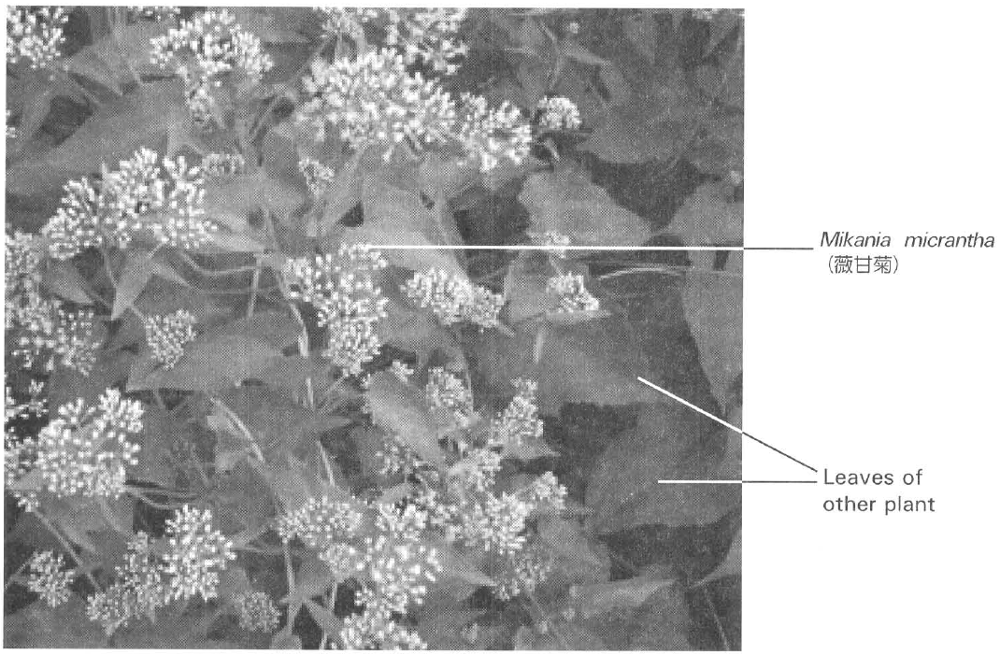 Mikania micrantha
（薇甘菊）
Leaves of
other plant